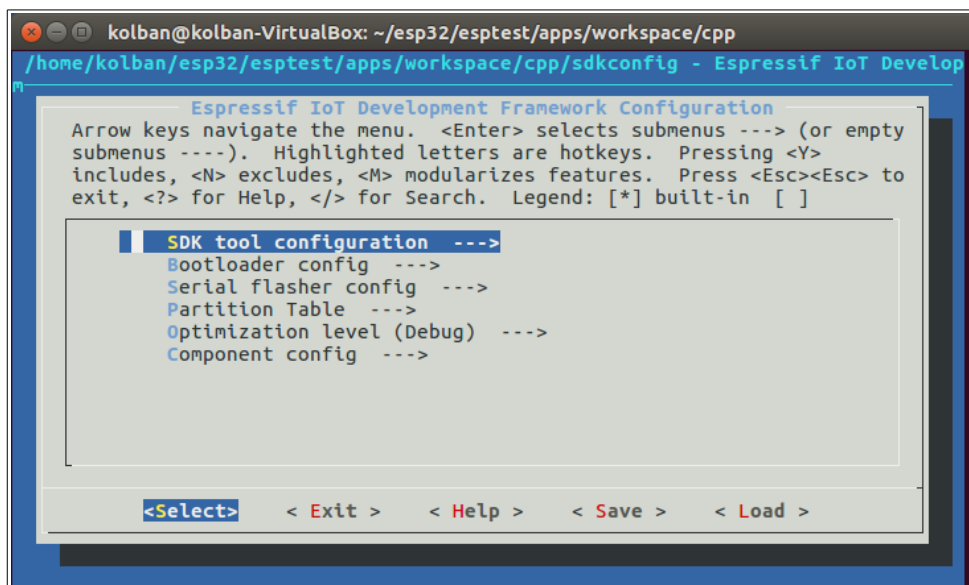 kolban@kolban-VirtualBox: ~/esp32/esptest/apps/workspace/cpp
/home/kolban/esp32/esptest/apps/workspace/cpp/sdkconfig - Espressif IoT Develop
m
Espressif IoT Development Framework Configuration
Arrow keys navigate the menu.  <Enter> selects submenus ---> (or empty
submenus ----).  Highlighted letters are hotkeys.  Pressing <Y>
includes, <N> excludes, <M> modularizes features.  Press <Esc><Esc> to
exit, <?> for Help, </> for Search.  Legend: [*] built-in  [ ]
SDK tool configuration  --->
Bootloader config  --->
Serial flasher config  --->
Partition Table  --->
Optimization level (Debug)  --->
Component config  --->
<Select>    < Exit >    < Help >    < Save >    < Load >